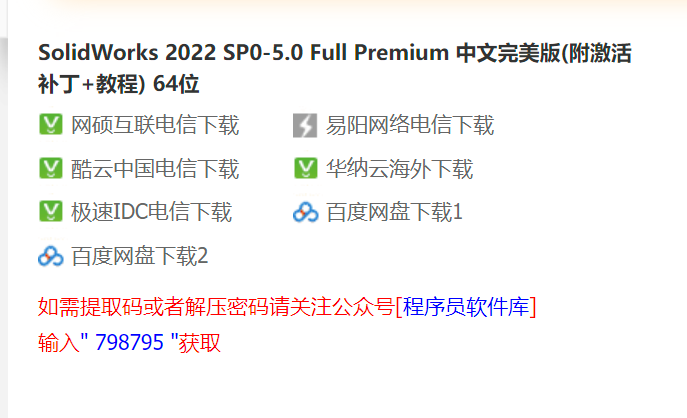 SolidWorks 2022 SP0-5.0 Full Premium 中文完美版(附激活
补丁+教程) 64位
网硕互联电信下载 易阳网络电信下载
酷云中国电信下载 华纳云海外下载
极速IDC电信下载 百度网盘下载1
百度网盘下载2
如需提取码或者解压密码请关注公众号[程序员软件库]
输入" 798795 "获取